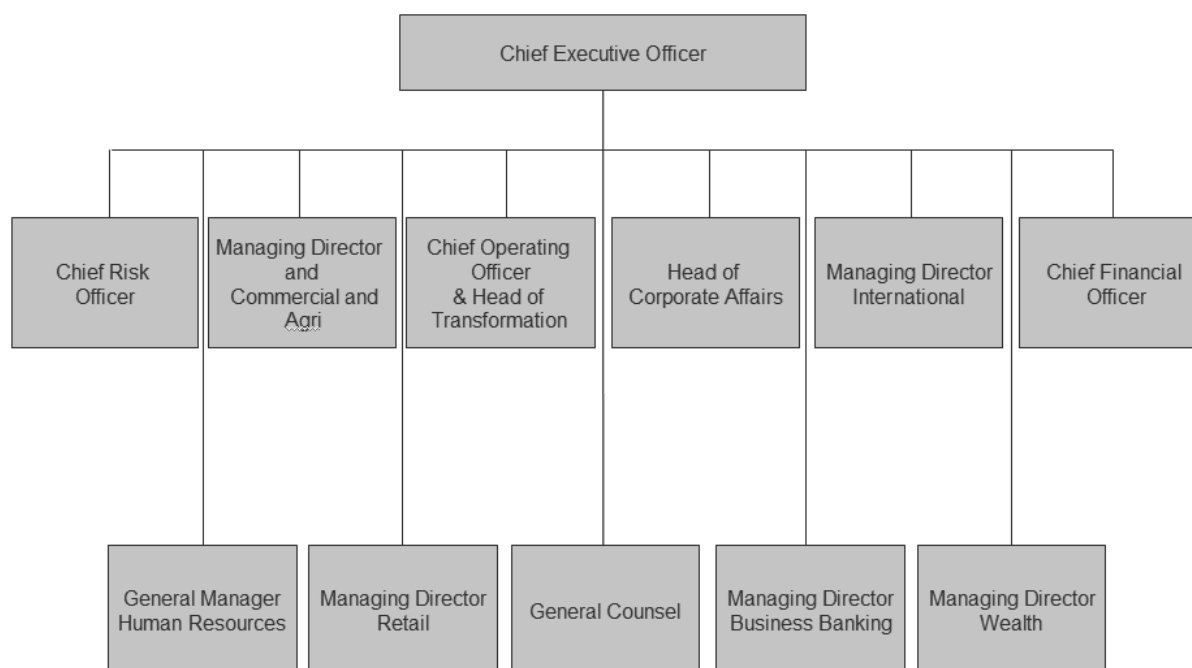 Chief Executive Officer
Chief Risk
Officer
Managing Director
and
Commercial and
Agri
Chief Operating
Officer
& Head of
Transformation
Head of
Corporate Affairs
Managing Director
International
Chief Financial
Officer
General Manager
Human Resources
Managing Director
Retail
General Counsel
Managing Director
Business Banking
Managing Director
Wealth